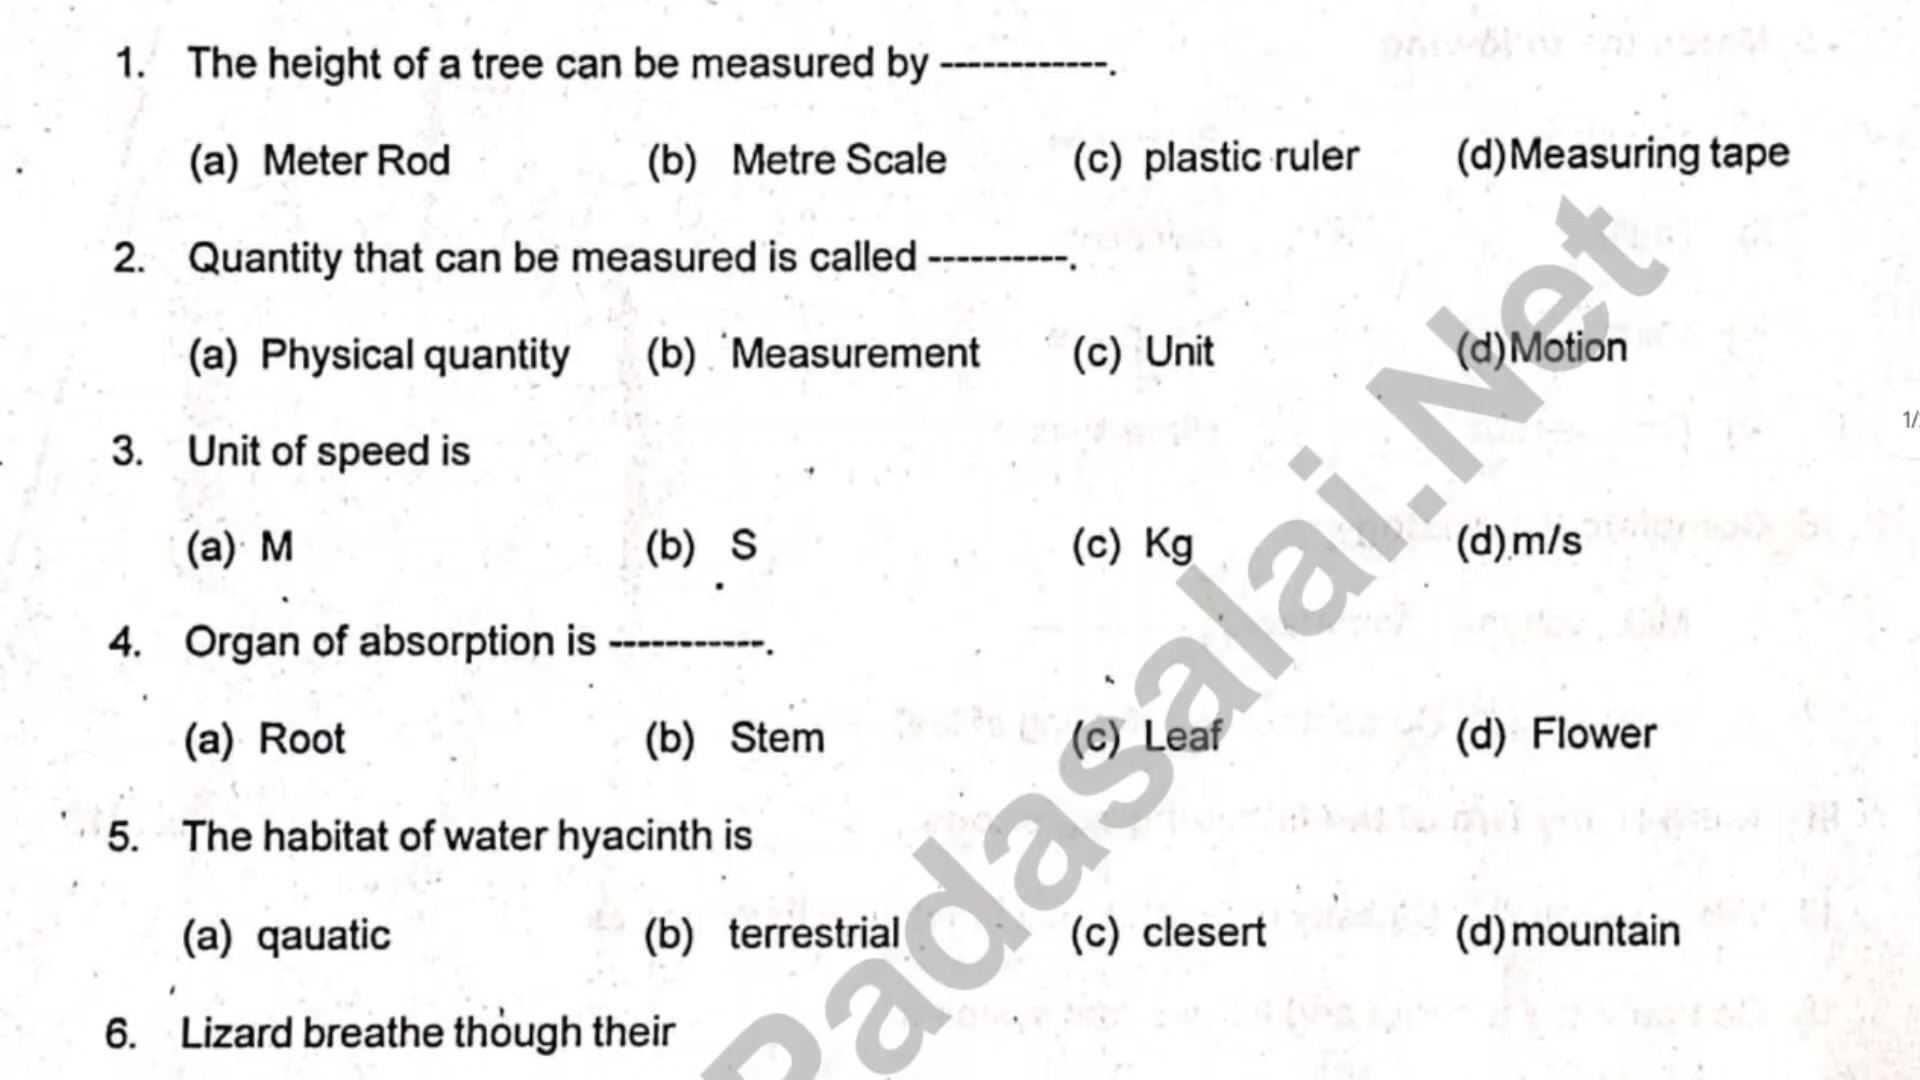 1. The height of a tree can be measured by ------------.
(a) Meter Rod (b) Metre Scale (c) plastic ruler (d) Measuring tape
2. Quantity that can be measured is called ----------.
(a) Physical quantity (b) Measurement (c) Unit (d) Motion
1/
3. Unit of speed is
(a) M (b) S (c) Kg (d) m/s
4. Organ of absorption is -----------.
(a) Root (b) Stem (c) Leaf (d) Flower
5. The habitat of water hyacinth is
(a) qauatic (b) terrestrial (c) clesert (d) mountain
6. Lizard breathe though their
Padasalai.Net